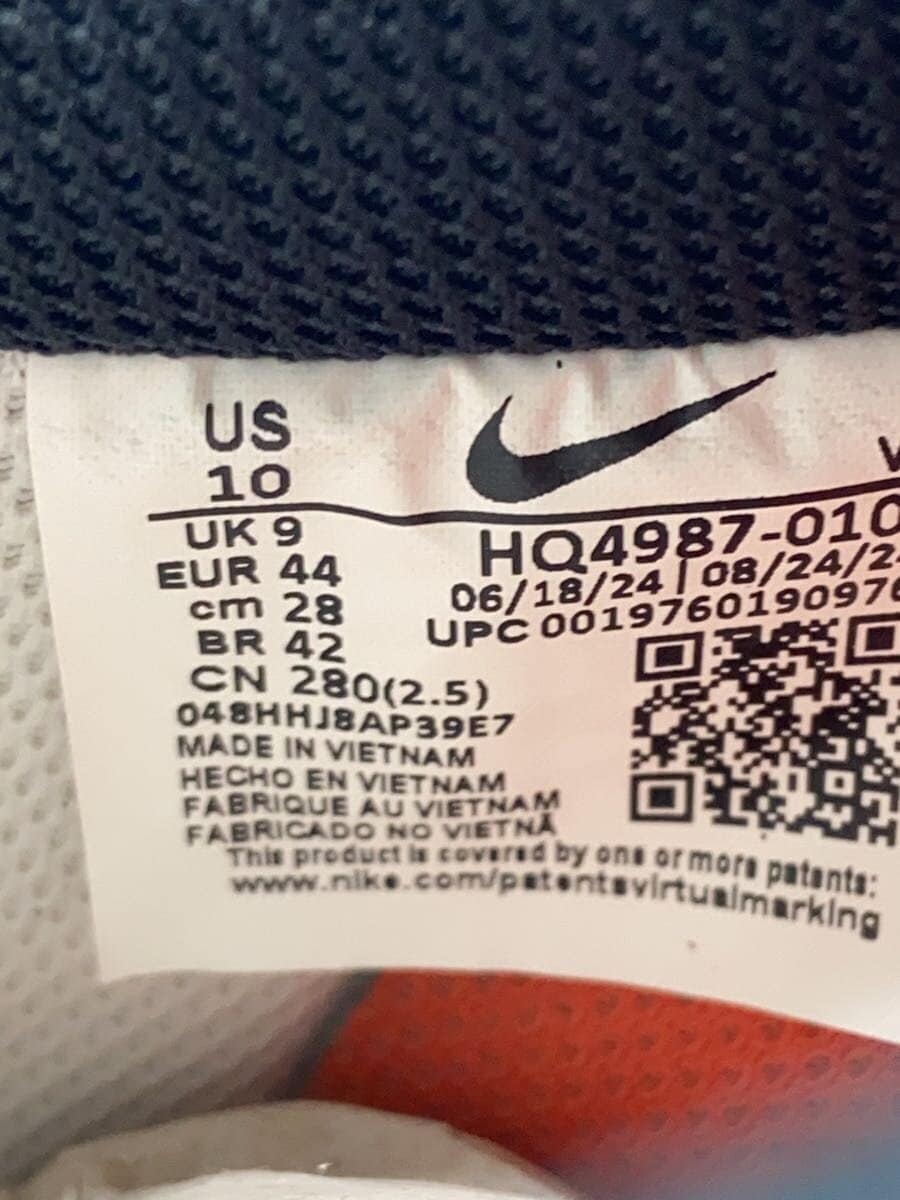 US
10
UK 9
EUR 44
cm 28
BR 42
CN 280(2.5)
048HHJ8AP39E7
MADE IN VIETNAM
HECHO EN VIETNAM
FABRIQUE AU VIETNAM
FABRICADO NO VIETNÃ
V
HQ4987-010
06/18/24 | 08/24/2
UPC 00197601909
This product is covered by one or more patents:
www.nike.com/patentsvirtualmarking